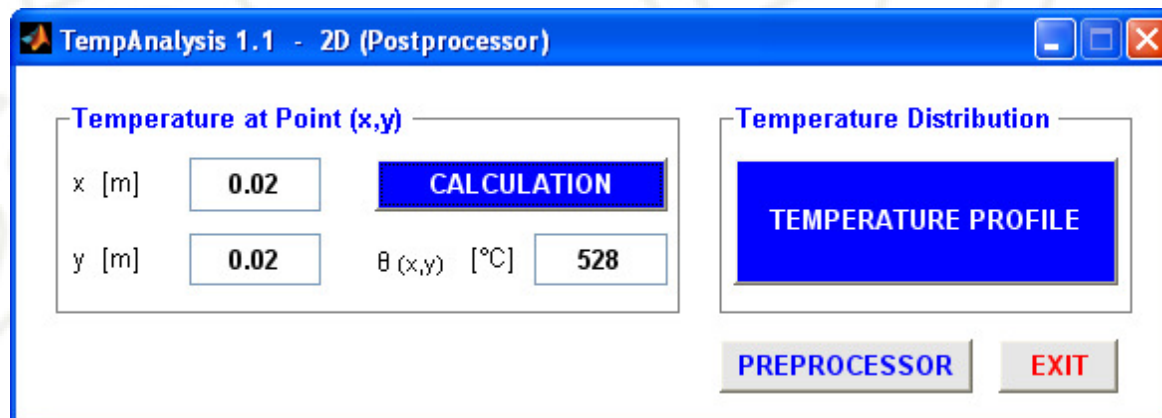 TempAnalysis 1.1 - 2D (Postprocessor)
Temperature at Point (x,y)
x [m] 0.02 CALCULATION
y [m] 0.02 θ (x,y) [°C] 528
Temperature Distribution
TEMPERATURE PROFILE
PREPROCESSOR EXIT